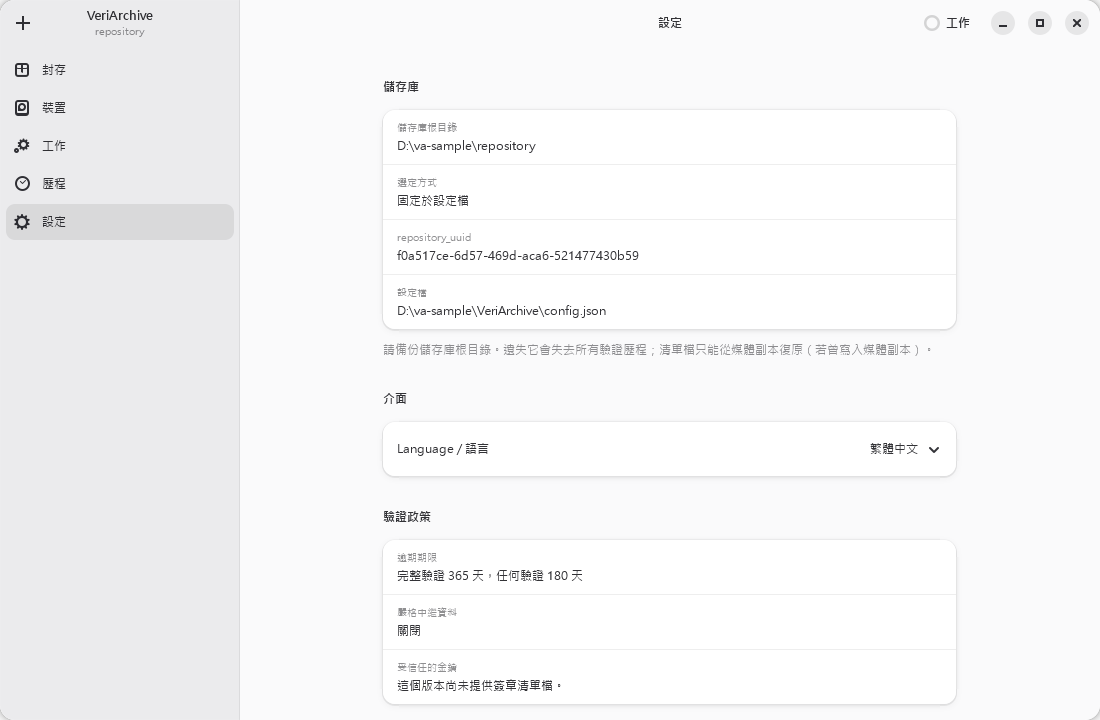 VeriArchive
repository
封存
裝置
工作
歷程
設定
設定
工作
儲存庫
儲存庫根目錄
D:\va-sample\repository
選定方式
固定於設定檔
repository_uuid
f0a517ce-6d57-469d-aca6-521477430b59
設定檔
D:\va-sample\VeriArchive\config.json
請備份儲存庫根目錄。遺失它會失去所有驗證歷程；清單檔只能從媒體副本復原（若曾寫入媒體副本）。
介面
Language / 語言
繁體中文
驗證政策
逾期期限
完整驗證 365 天，任何驗證 180 天
嚴格中繼資料
關閉
受信任的金鑰
這個版本尚未提供簽章清單檔。